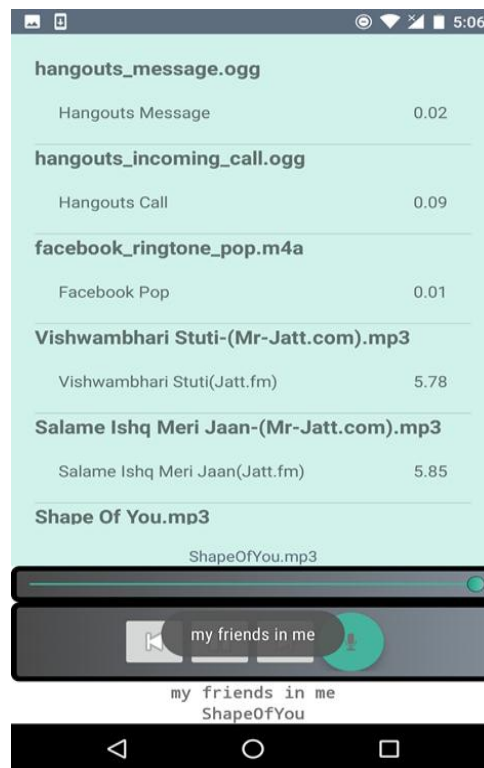 5:06
hangouts_message.ogg
Hangouts Message 0.02
hangouts_incoming_call.ogg
Hangouts Call 0.09
facebook_ringtone_pop.m4a
Facebook Pop 0.01
Vishwambhari Stuti-(Mr-Jatt.com).mp3
Vishwambhari Stuti(Jatt.fm) 5.78
Salame Ishq Meri Jaan-(Mr-Jatt.com).mp3
Salame Ishq Meri Jaan(Jatt.fm) 5.85
Shape Of You.mp3
ShapeOfYou.mp3
my friends in me
my friends in me
ShapeOfYou